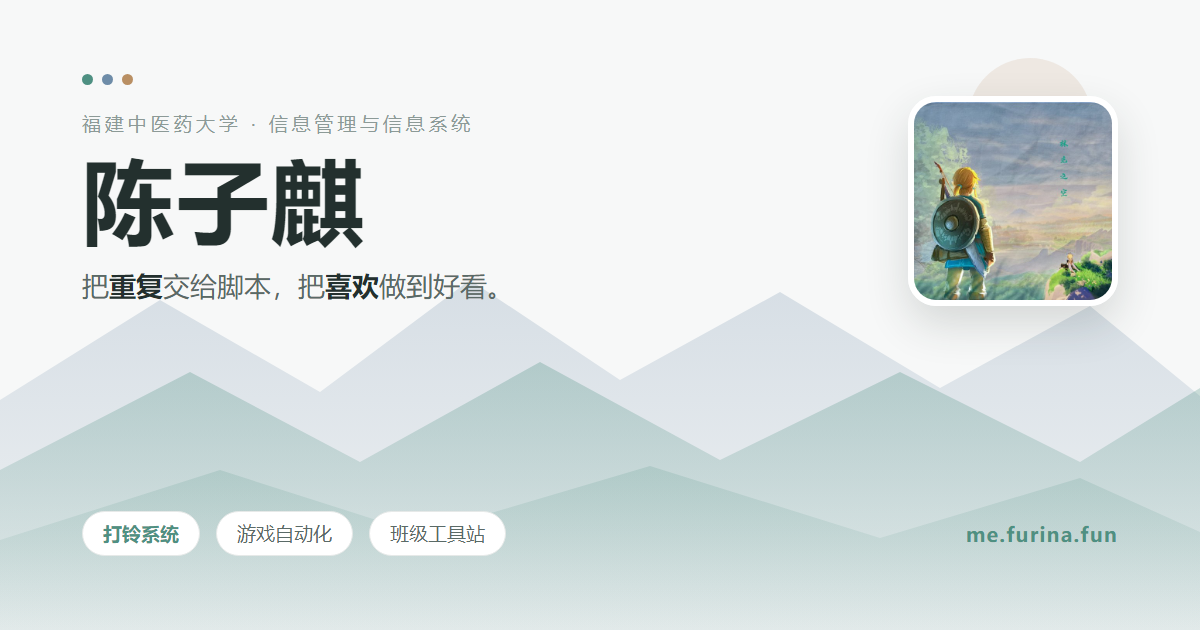 福建中医药大学 · 信息管理与信息系统
陈子麒
把重复交给脚本，把喜欢做到好看。
打铃系统
游戏自动化
班级工具站
me.furina.fun